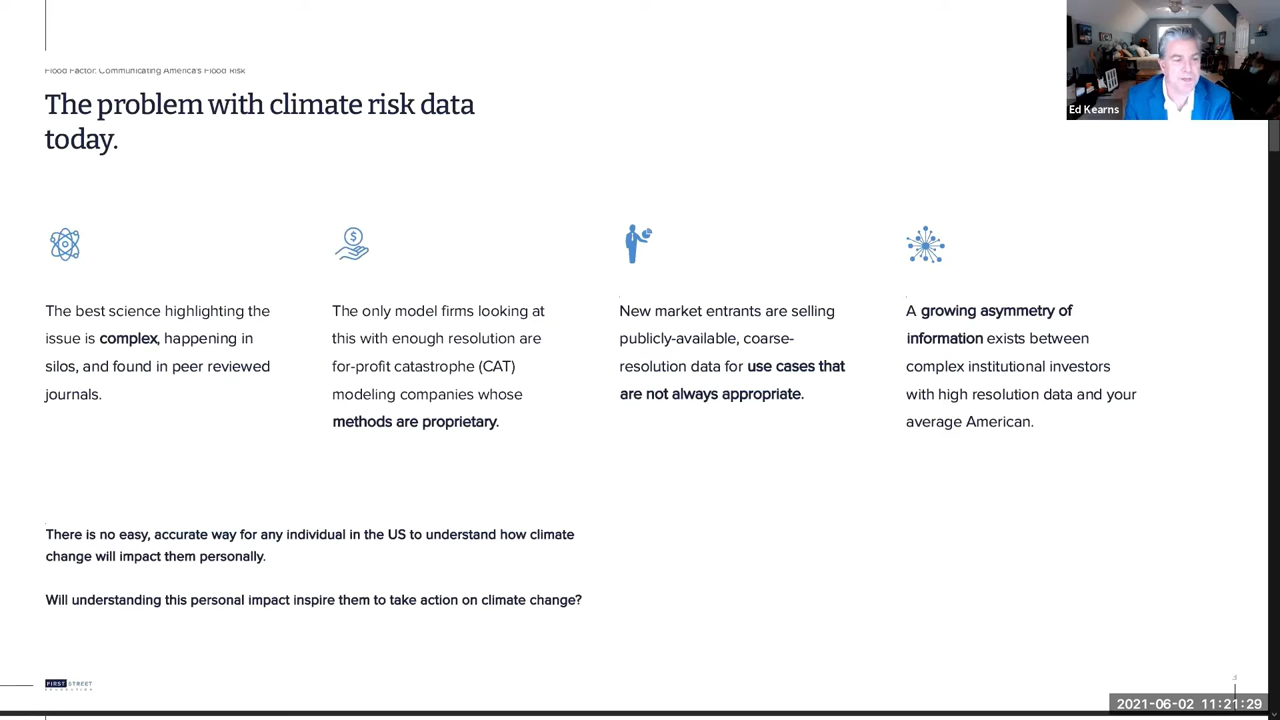 Flood Factor: Communicating America's Flood Risk
The problem with climate risk data
today.
Ed Kearns
The best science highlighting the
issue is complex, happening in
silos, and found in peer reviewed
journals.
The only model firms looking at
this with enough resolution are
for-profit catastrophe (CAT)
modeling companies whose
methods are proprietary.
New market entrants are selling
publicly-available, coarse-
resolution data for use cases that
are not always appropriate.
A growing asymmetry of
information exists between
complex institutional investors
with high resolution data and your
average American.
There is no easy, accurate way for any individual in the US to understand how climate
change will impact them personally.
Will understanding this personal impact inspire them to take action on climate change?
FIRST STREET
FOUNDATION
3
2021-06-02 11:21:29